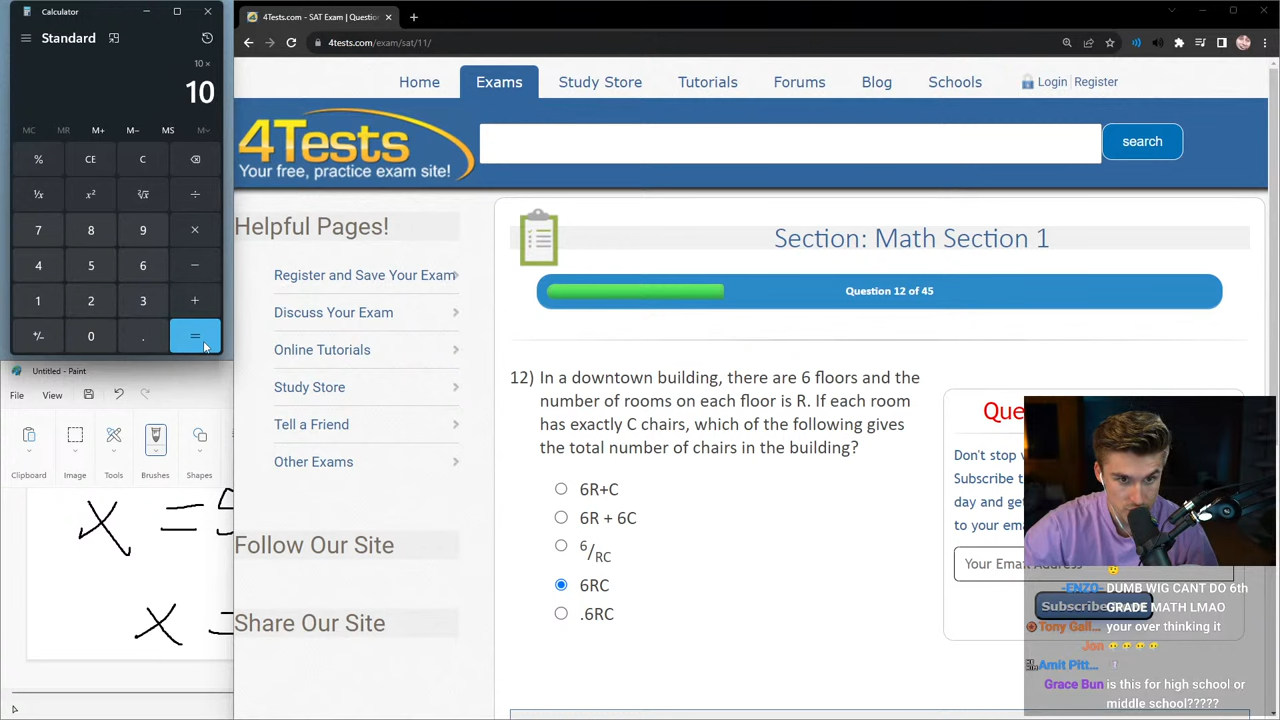 Calculator
Standard
10 ×
10
MC MR M+ M− MS M˅
% CE C
⅟x x² ²√x ÷
7 8 9 ×
4 5 6 −
1 2 3 +
+/− 0 . =
Untitled - Paint
File View
Clipboard Image Tools Brushes Shapes
x = 5
x =
4Tests.com - SAT Exam | Question
4tests.com/exam/sat/11/
Home Exams Study Store Tutorials Forums Blog Schools Login | Register
4Tests
Your free, practice exam site!
search
Helpful Pages!
Register and Save Your Exam
Discuss Your Exam
Online Tutorials
Study Store
Tell a Friend
Other Exams
Follow Our Site
Share Our Site
Section: Math Section 1
Question 12 of 45
12) In a downtown building, there are 6 floors and the
number of rooms on each floor is R. If each room
has exactly C chairs, which of the following gives
the total number of chairs in the building?
6R+C
6R + 6C
6/RC
6RC
.6RC
Que
Don't stop
Subscribe
day and get
to your ema
Your Email Address
Subscribe
-ENZO- DUMB WIG CANT DO 6th
GRADE MATH LMAO
Tony Gall... your over thinking it
Jon
Amit Pitt...
Grace Bun is this for high school or
middle school?????